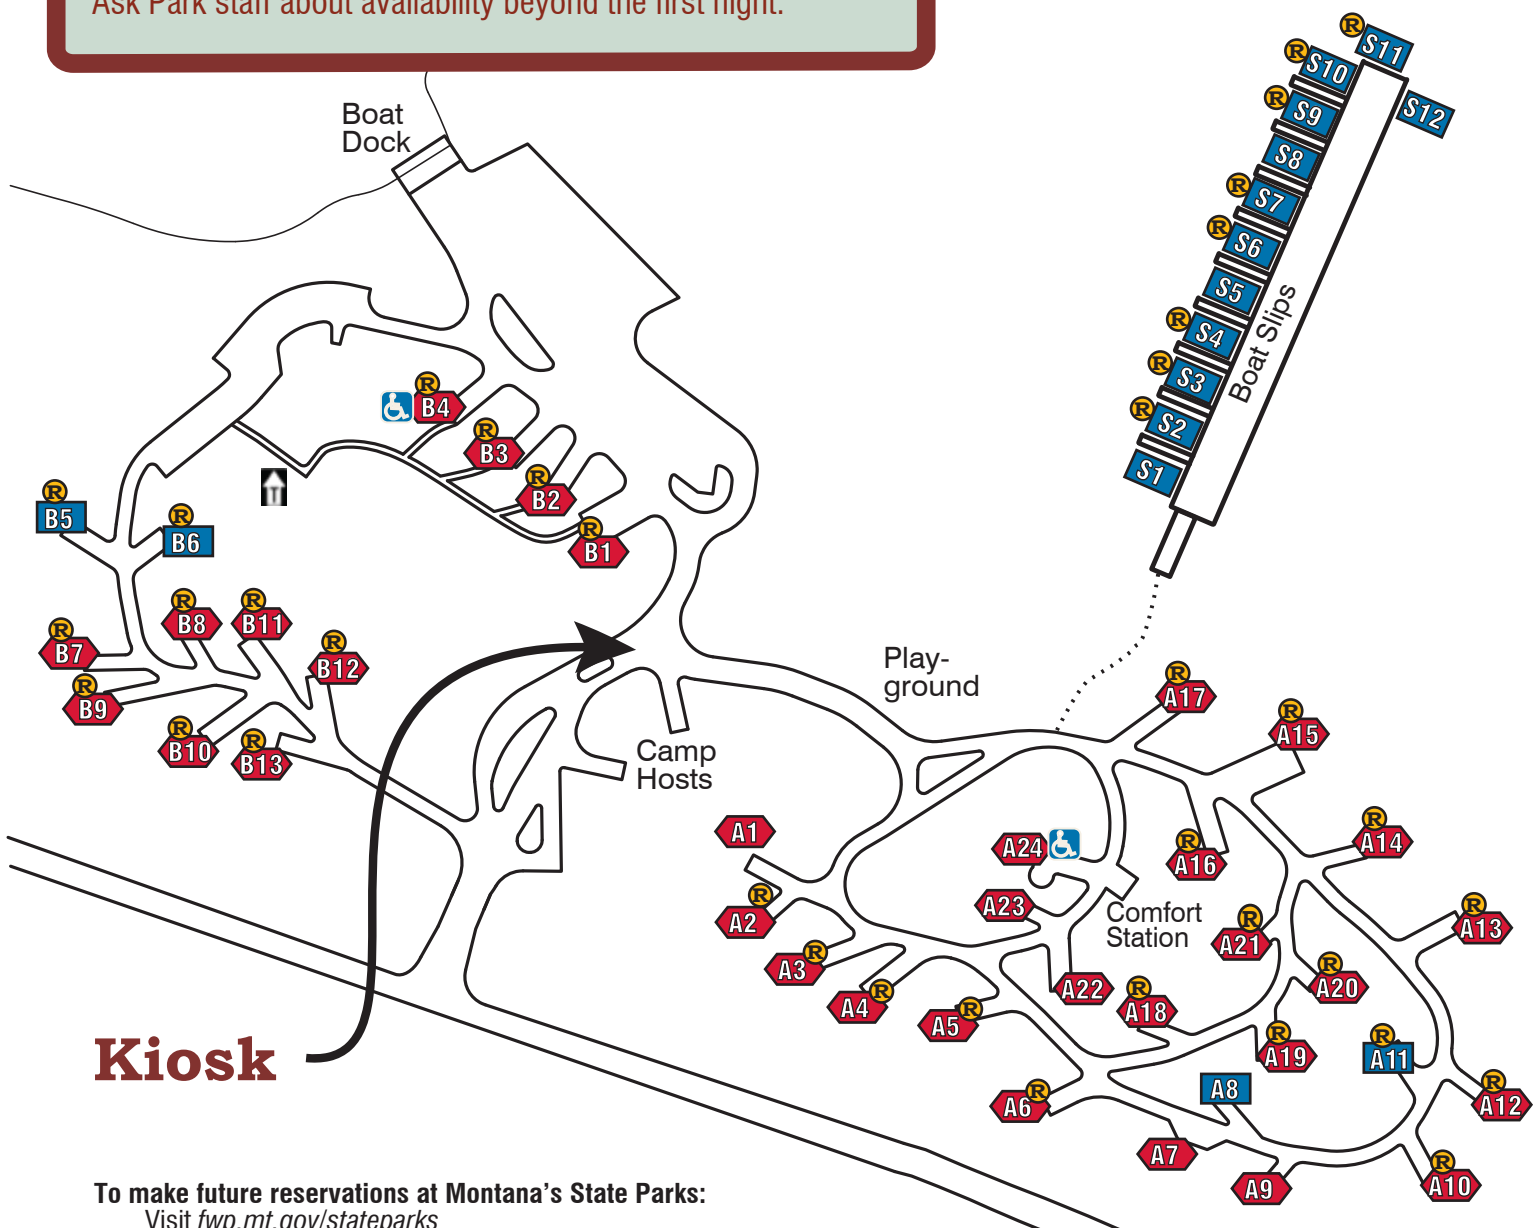 Ask Park staff about availability beyond the first night.
Boat
Dock
R S11
R S10
S12
R S9
S8
R S7
R S6
S5
R S4
R S3
R S2
S1
Boat Slips
R B4
R B3
R B2
R B1
R B5
R B6
R B7
R B8
R B11
R B12
R B9
R B10
R B13
Play-
ground
Camp
Hosts
R A17
R A15
A1
R A2
R A3
R A4
R A5
A24
A23
Comfort
Station
A22
R A16
R A14
R A13
R A21
R A20
R A18
R A19
R A11
A8
R A6
R A12
A7
A9
R A10
Kiosk
To make future reservations at Montana's State Parks:
Visit fwp.mt.gov/stateparks